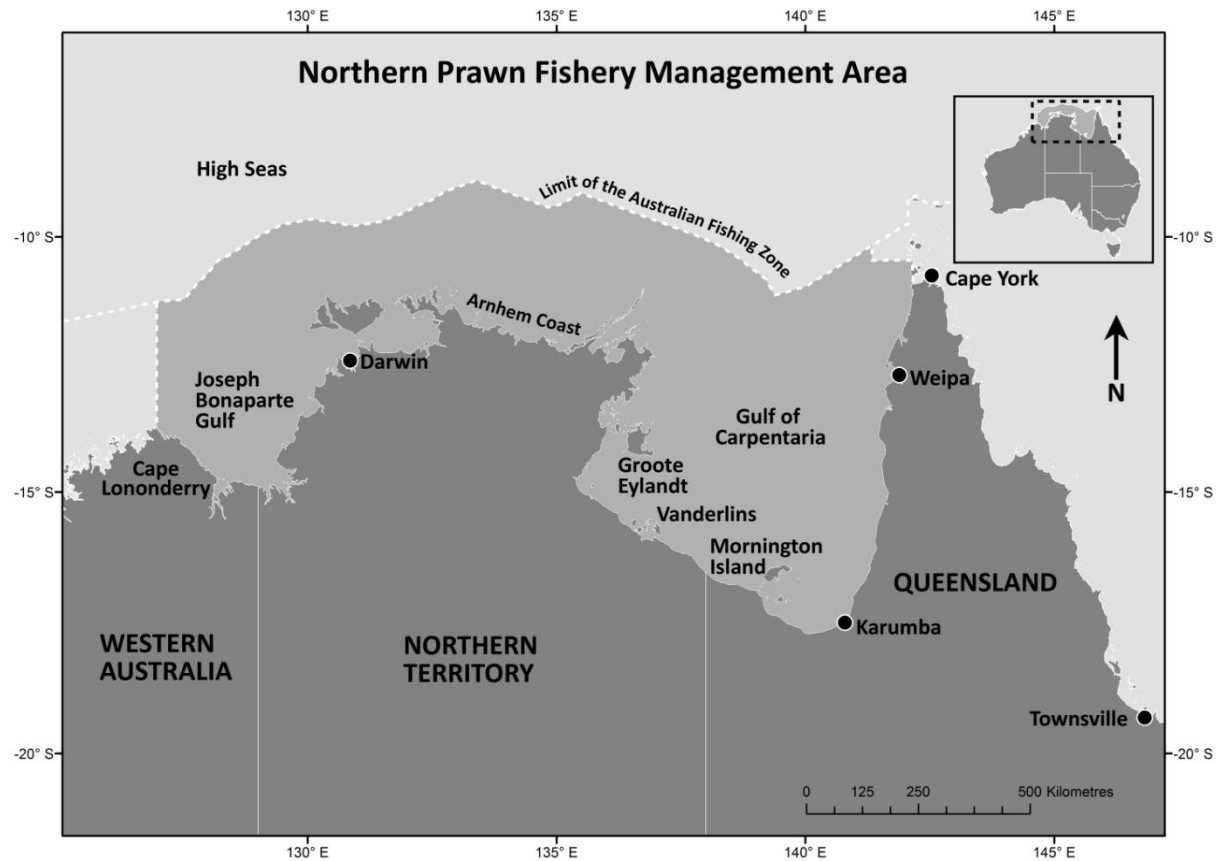 130° E 135° E 140° E 145° E
Northern Prawn Fishery Management Area
High Seas
Limit of the Australian Fishing Zone
-10° S -10° S
Cape York
Arnhem Coast
Darwin
Weipa
N
Joseph
Bonaparte
Gulf
Gulf of
Carpentaria
Cape
Lononderry
Groote
Eylandt
-15° S -15° S
Vanderlins
Mornington
Island
QUEENSLAND
Karumba
WESTERN
AUSTRALIA
NORTHERN
TERRITORY
Townsville
-20° S -20° S
0 125 250 500 Kilometres
130° E 135° E 140° E 145° E